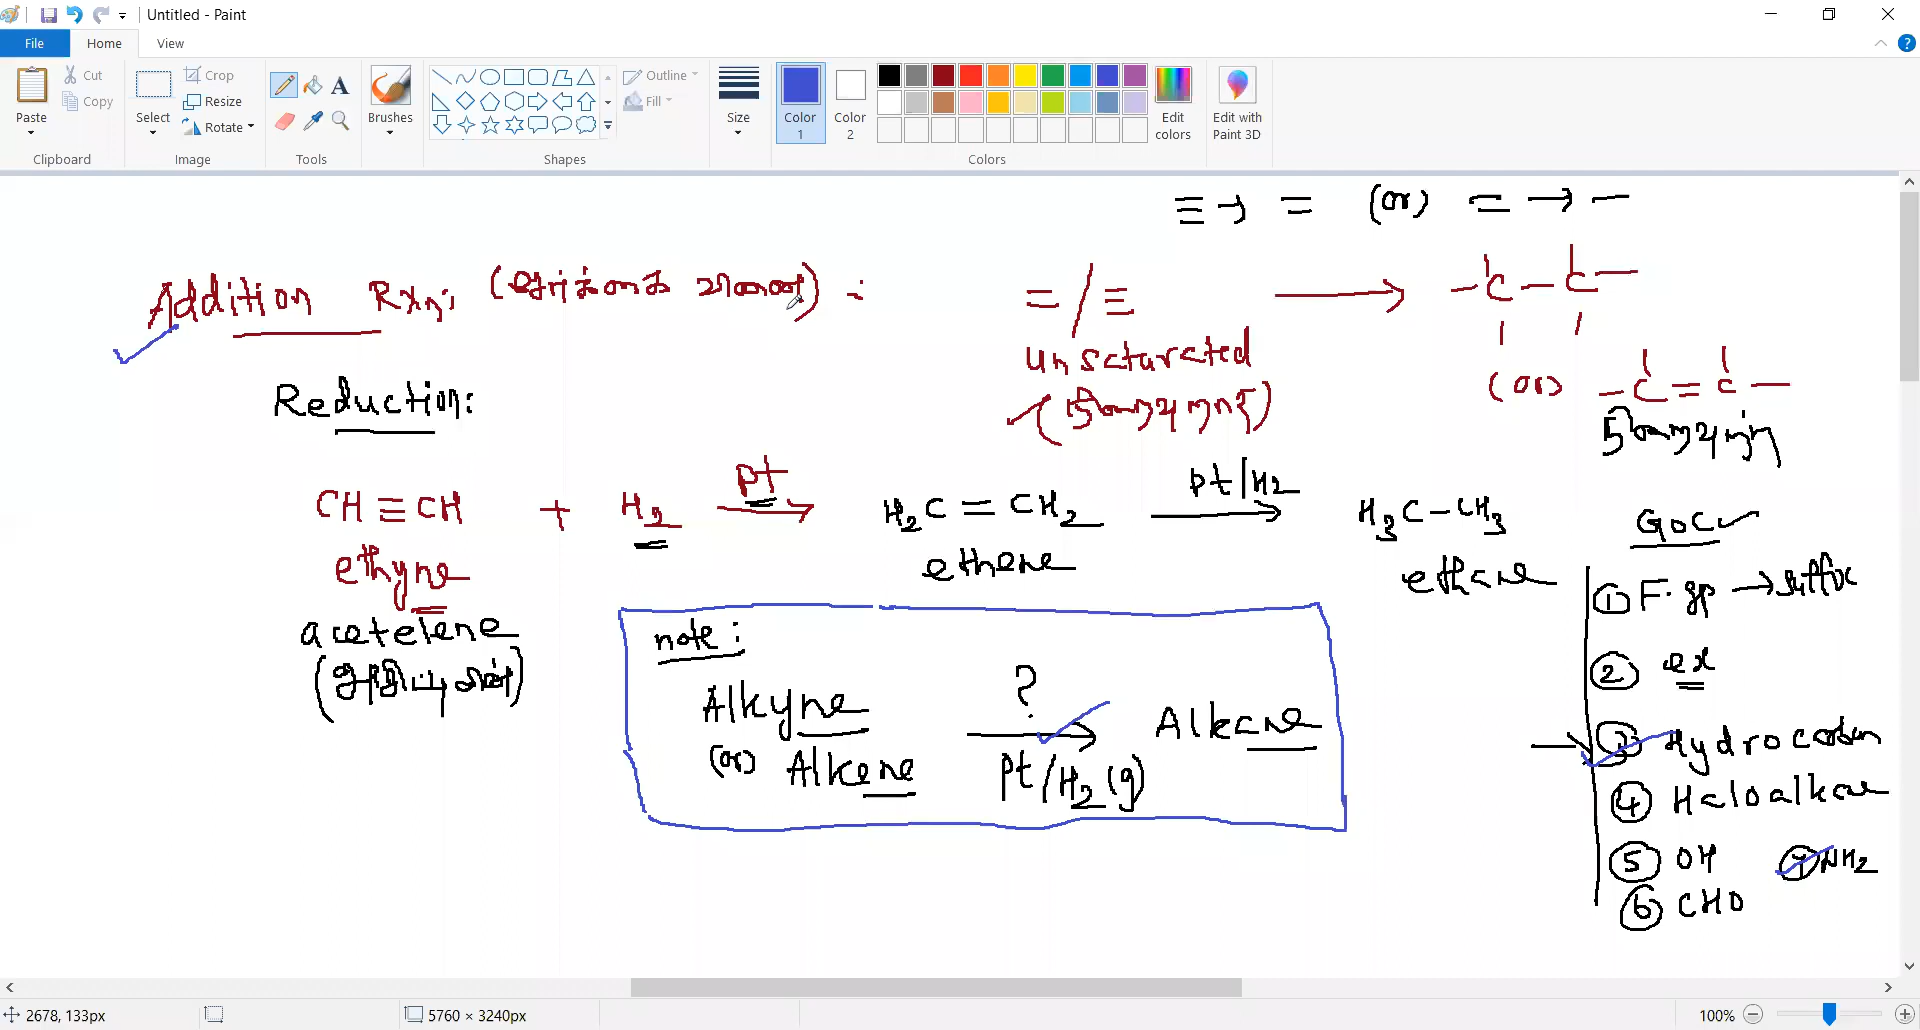 Untitled - Paint
File Home View
Paste
Cut
Copy
Clipboard
Select
Crop
Resize
Rotate
Image
Tools
Brushes
Outline
Fill
Shapes
Size
Color 1
Color 2
Edit colors
Colors
Edit with Paint 3D
≡ → = (or) = → −
Addition Rxn:
= / ≡ → −C−C−
unsaturated
(or) −C=C−
Reduction:
CH≡CH + H2 Pt → H2C=CH2 Pt/H2 → H3C−CH3
ethyne ethene ethane
acetelene
GOC
① F.gp → suffix
② ex
③ Hydrocarbon
④ Haloalkane
⑤ OH ⑦ NH2
⑥ CHO
note:
Alkyne ? → Alkane
(or) Alkene Pt/H2(g)
2678, 133px
5760 × 3240px
100%